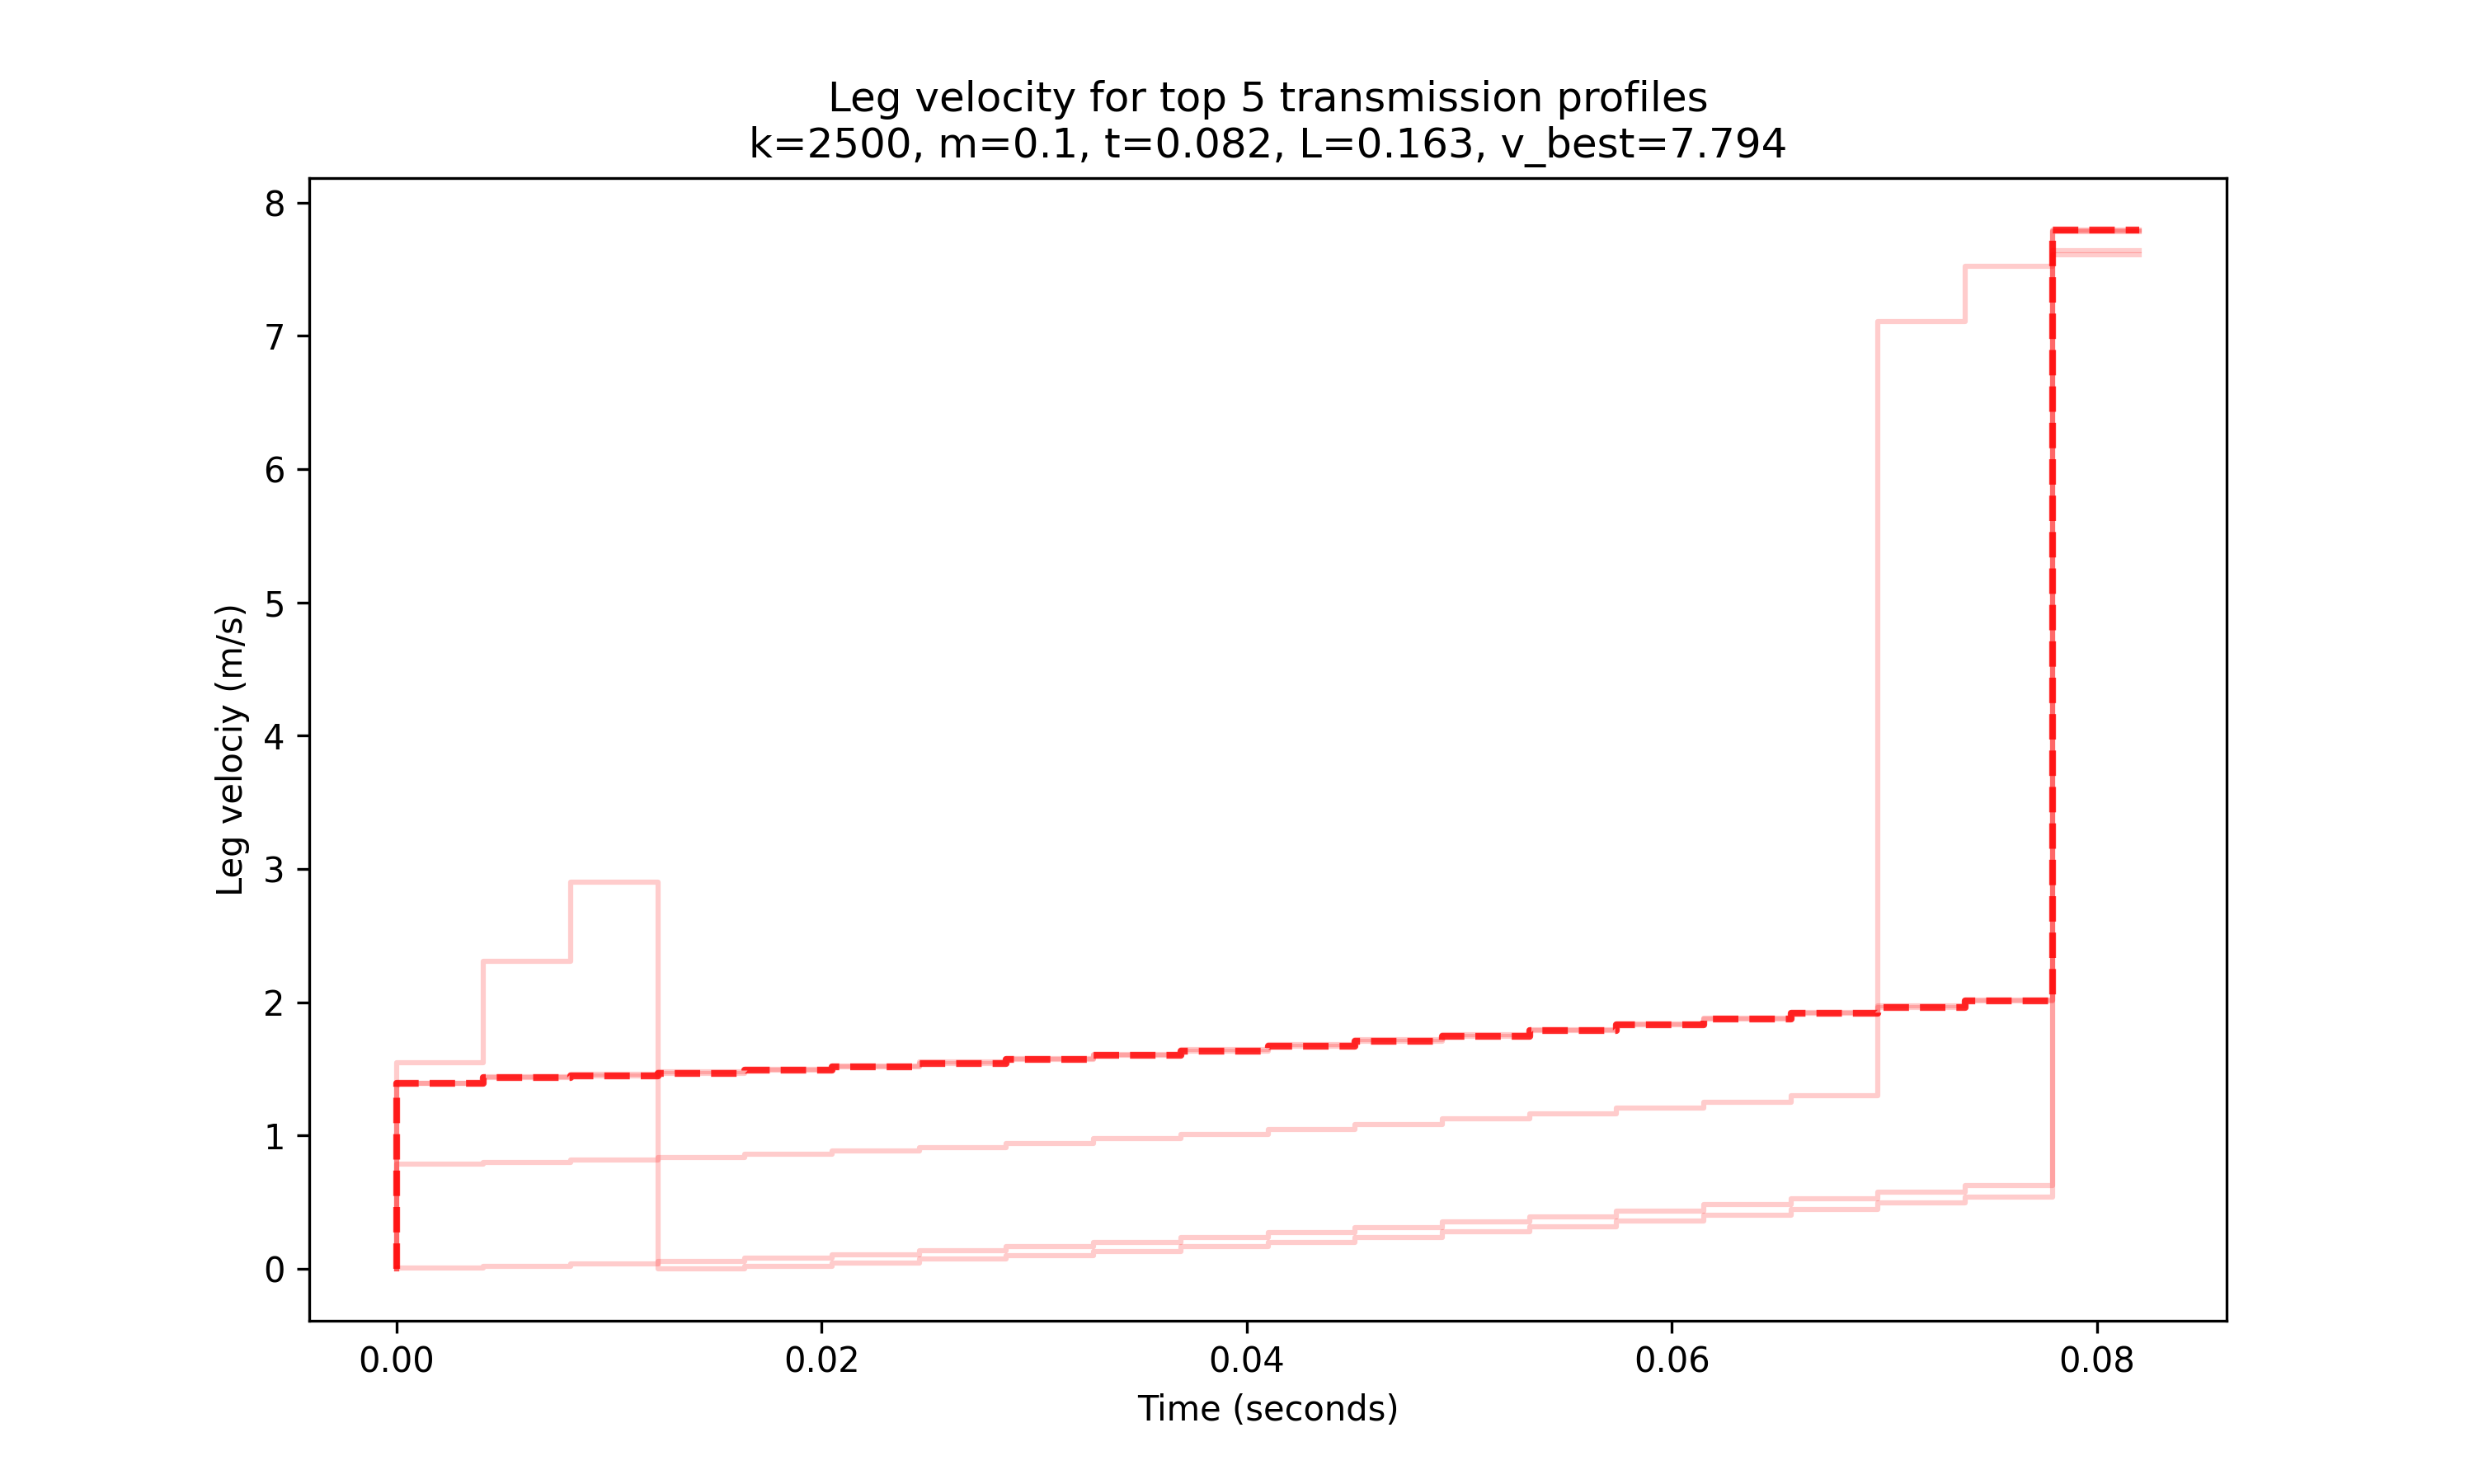 Leg velocity for top 5 transmission profiles
k=2500, m=0.1, t=0.082, L=0.163, v_best=7.794
8
7
6
5
4
3
2
1
0
Leg velociy (m/s)
0.00 0.02 0.04 0.06 0.08
Time (seconds)